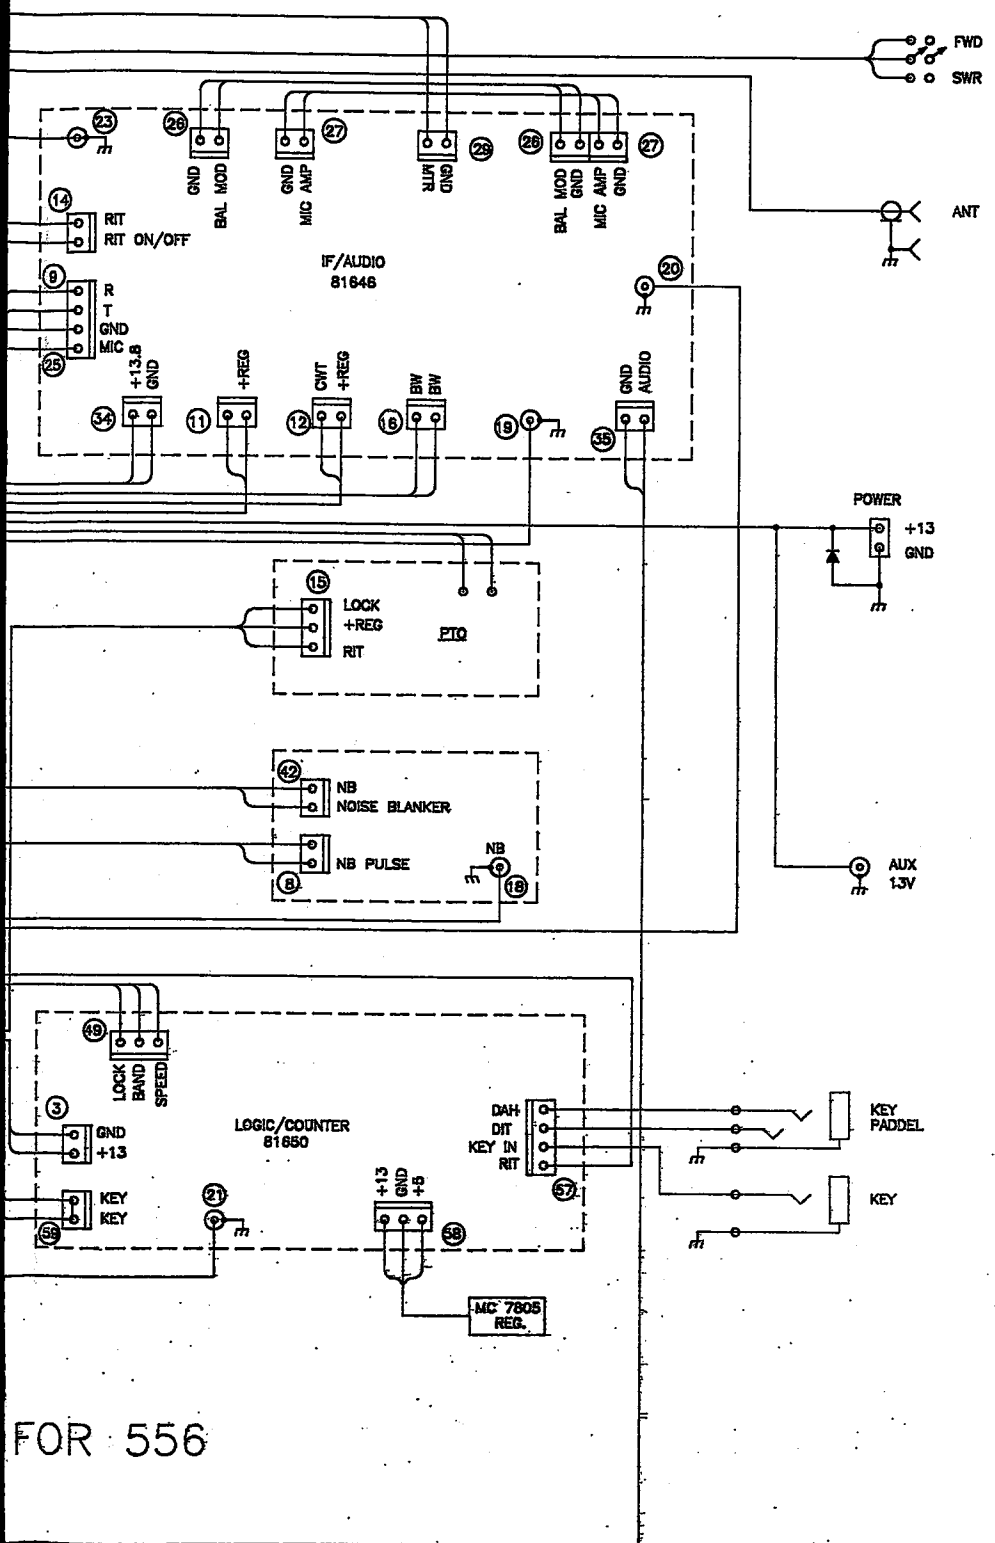 FWD
SWR
23
26
27
29
26
27
GND
BAL MOD
GND
MIC AMP
MTR
GND
BAL MOD
GND
MIC AMP
GND
14
RIT
RIT ON/OFF
ANT
IF/AUDIO
81646
20
9
R
T
GND
MIC
25
+13.8
GND
+REG
CWT
+REG
BW
BW
GND
AUDIO
34
11
12
16
19
35
POWER
+13
GND
15
LOCK
+REG
RIT
PTO
42
NB
NOISE BLANKER
NB PULSE
8
NB
18
AUX
13V
49
LOCK
BAND
SPEED
3
GND
+13
LOGIC/COUNTER
81650
DAH
DIT
KEY IN
RIT
57
KEY
PADDEL
KEY
KEY
59
21
+13
GND
+5
58
KEY
MC 7805
REG.
FOR 556